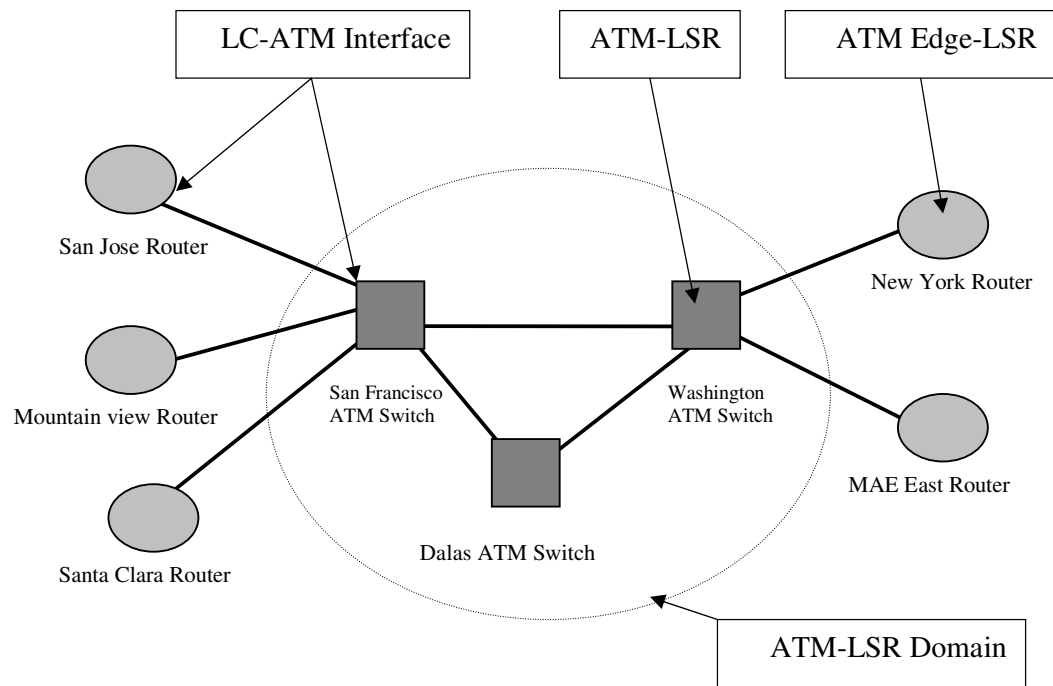 LC-ATM Interface
ATM-LSR
ATM Edge-LSR
San Jose Router
New York Router
Mountain view Router
San Francisco
ATM Switch
Washington
ATM Switch
MAE East Router
Dalas ATM Switch
Santa Clara Router
ATM-LSR Domain